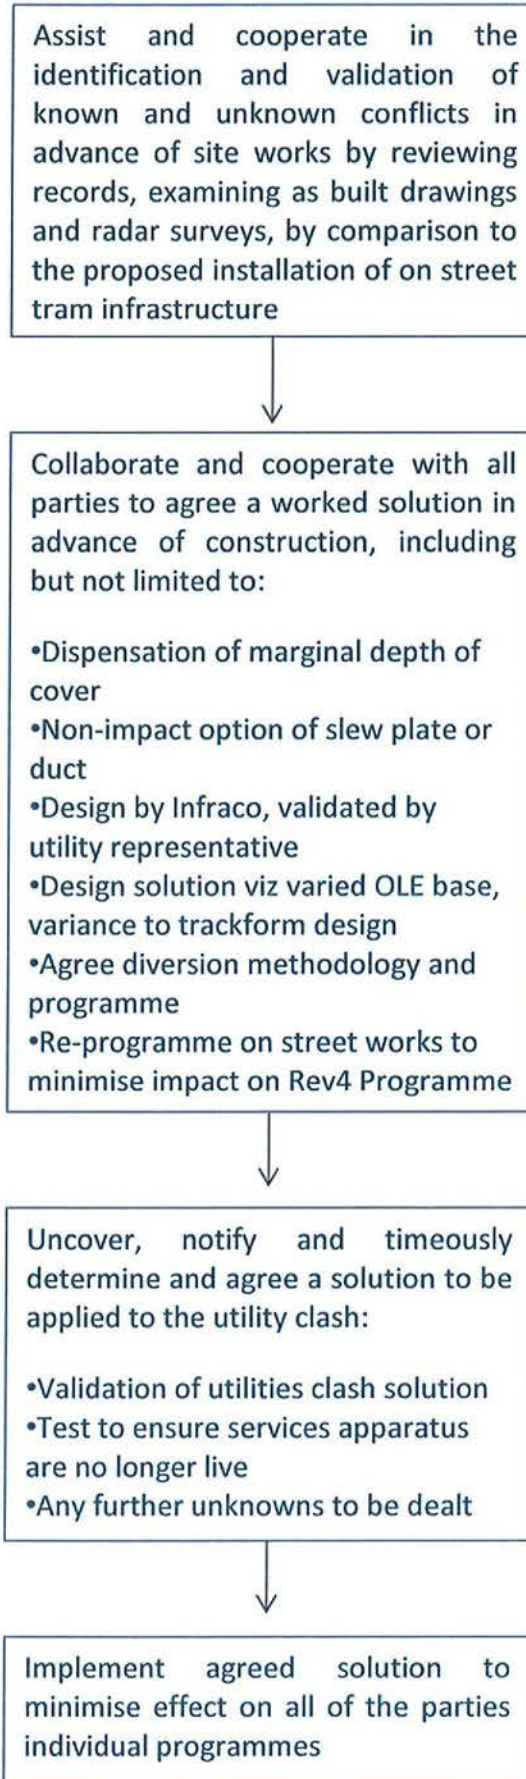 Assist and cooperate in the
identification and validation of
known and unknown conflicts in
advance of site works by reviewing
records, examining as built drawings
and radar surveys, by comparison to
the proposed installation of on street
tram infrastructure
Collaborate and cooperate with all
parties to agree a worked solution in
advance of construction, including
but not limited to:
•Dispensation of marginal depth of
cover
•Non-impact option of slew plate or
duct
•Design by Infraco, validated by
utility representative
•Design solution viz varied OLE base,
variance to trackform design
•Agree diversion methodology and
programme
•Re-programme on street works to
minimise impact on Rev4 Programme
Uncover, notify and timeously
determine and agree a solution to be
applied to the utility clash:
•Validation of utilities clash solution
•Test to ensure services apparatus
are no longer live
•Any further unknowns to be dealt
Implement agreed solution to
minimise effect on all of the parties
individual programmes